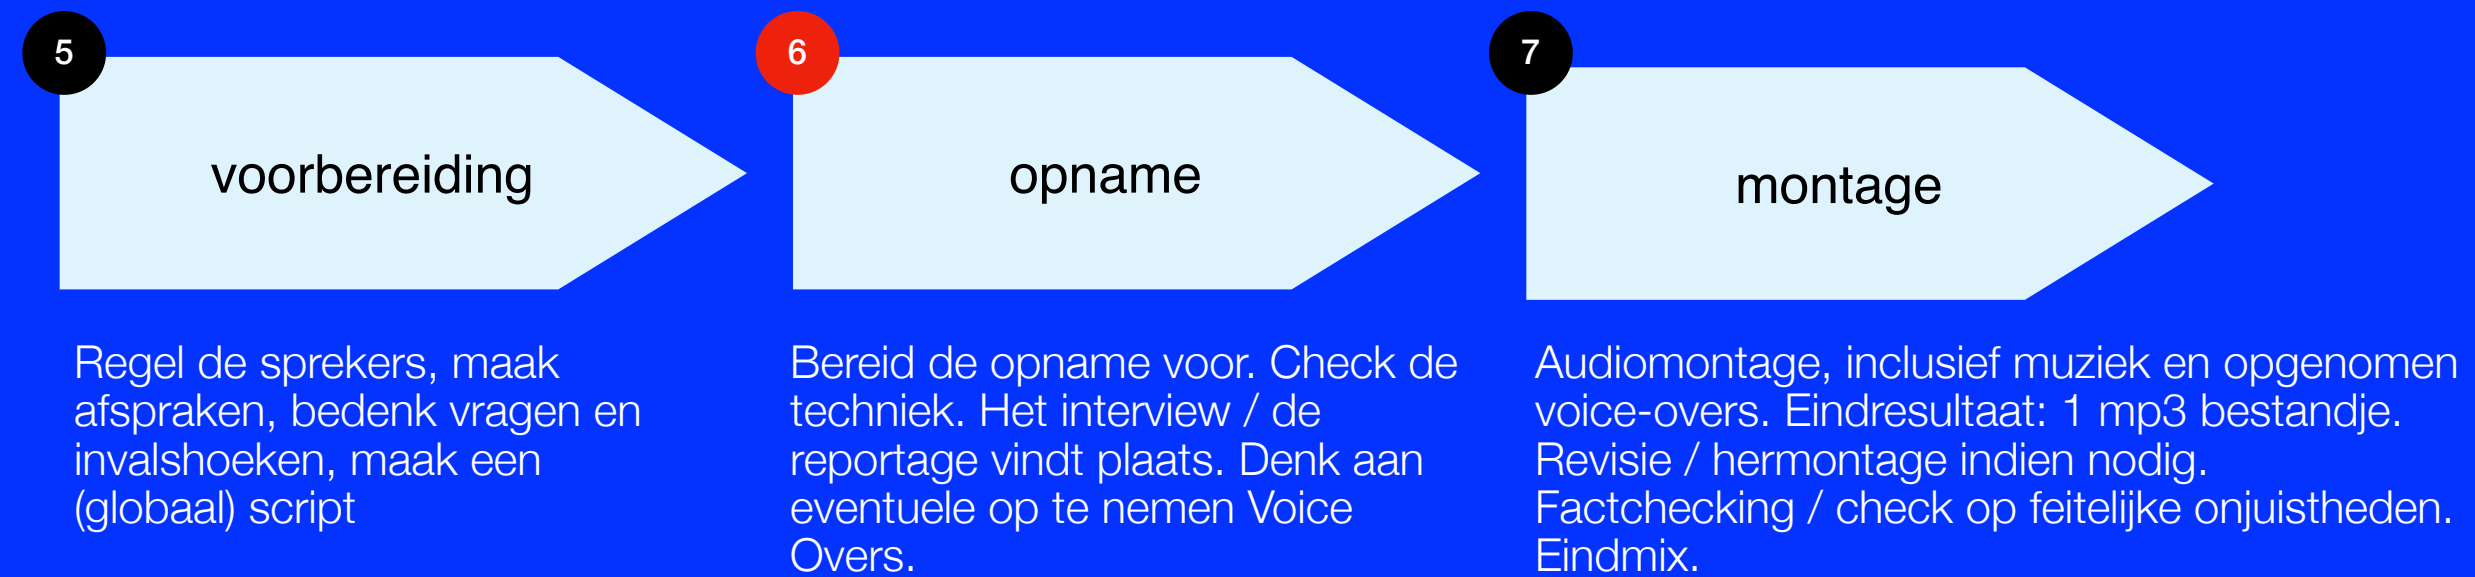 5
voorbereiding
Regel de sprekers, maak
afspraken, bedenk vragen en
invalshoeken, maak een
(globaal) script
6
opname
Bereid de opname voor. Check de
techniek. Het interview / de
reportage vindt plaats. Denk aan
eventuele op te nemen Voice
Overs.
7
montage
Audiomontage, inclusief muziek en opgenomen
voice-overs. Eindresultaat: 1 mp3 bestandje.
Revisie / hermontage indien nodig.
Factchecking / check op feitelijke onjuistheden.
Eindmix.